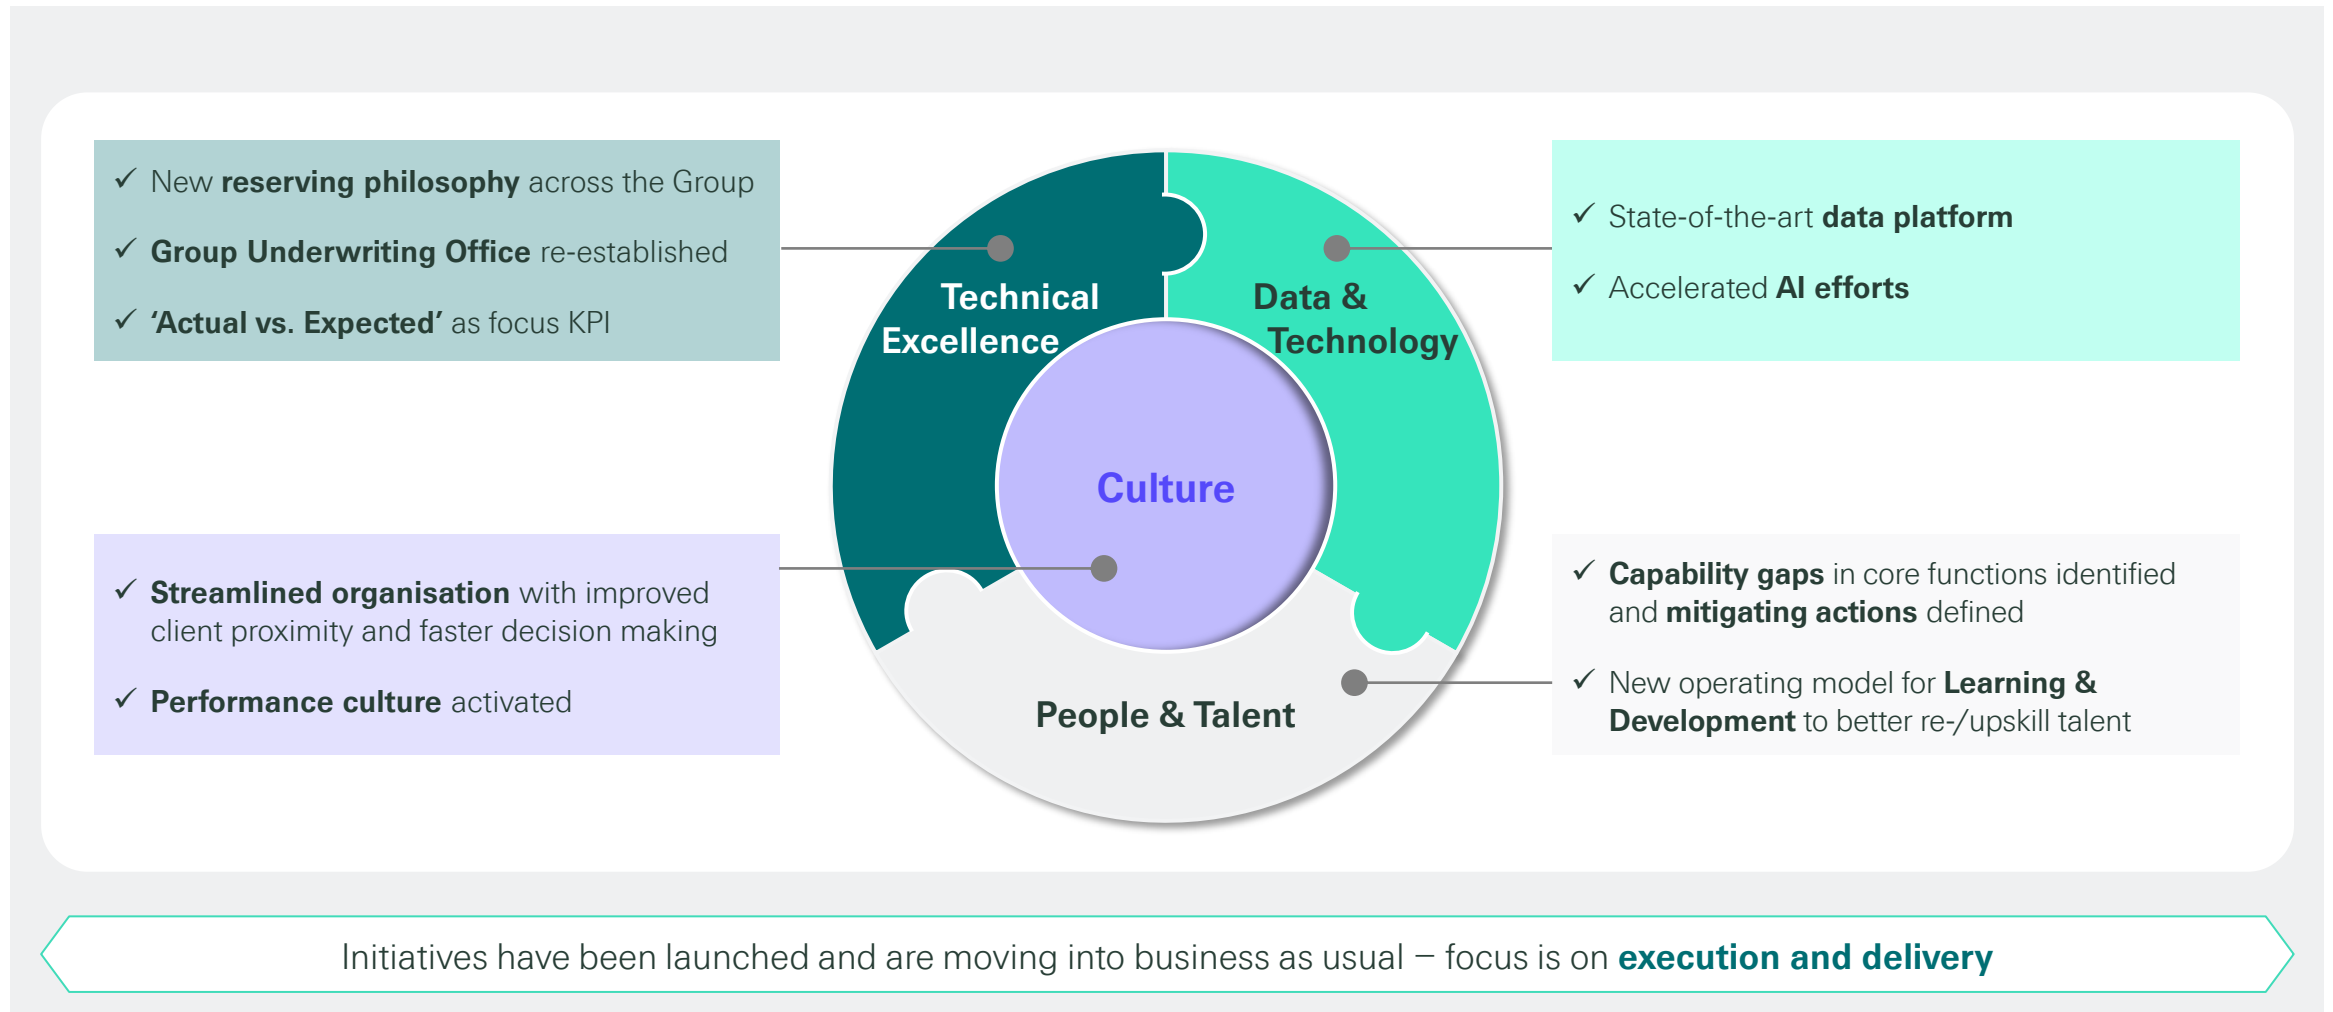 ✓ New reserving philosophy across the Group
✓ Group Underwriting Office re-established
✓ ‘Actual vs. Expected’ as focus KPI
Technical
Excellence
Data &
Technology
✓ State-of-the-art data platform
✓ Accelerated AI efforts
Culture
✓ Streamlined organisation with improved
client proximity and faster decision making
✓ Performance culture activated
People & Talent
✓ Capability gaps in core functions identified
and mitigating actions defined
✓ New operating model for Learning &
Development to better re-/upskill talent
Initiatives have been launched and are moving into business as usual – focus is on execution and delivery